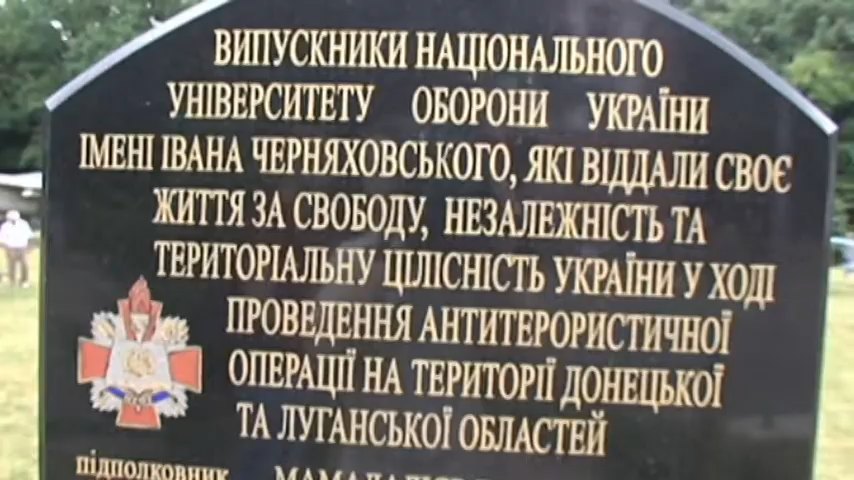 ВИПУСКНИКИ НАЦІОНАЛЬНОГО
УНІВЕРСИТЕТУ ОБОРОНИ УКРАЇНИ
ІМЕНІ ІВАНА ЧЕРНЯХОВСЬКОГО, ЯКІ ВІДДАЛИ СВОЄ
ЖИТТЯ ЗА СВОБОДУ, НЕЗАЛЕЖНІСТЬ ТА
ТЕРИТОРІАЛЬНУ ЦІЛІСНІСТЬ УКРАЇНИ У ХОДІ
ПРОВЕДЕННЯ АНТИТЕРОРИСТИЧНОЇ
ОПЕРАЦІЇ НА ТЕРИТОРІЇ ДОНЕЦЬКОЇ
ТА ЛУГАНСЬКОЇ ОБЛАСТЕЙ
підполковник